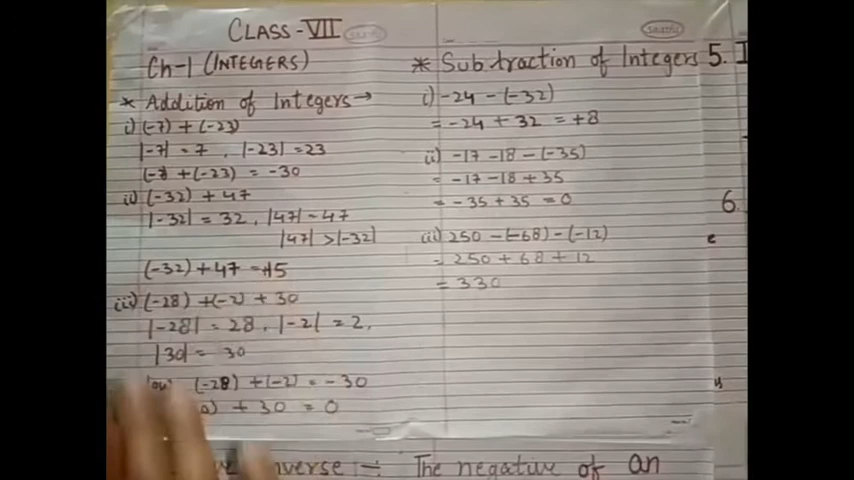 CLASS-VII
Ch-1 (INTEGERS)
* Addition of Integers →
i) (-7) + (-23)
|-7| = 7 , |-23| = 23
(-7) + (-23) = -30
ii) (-32) + 47
|-32| = 32, |47| = 47
|47| > |-32|
(-32) + 47 = +15
iii) (-28) + (-2) + 30
|-28| = 28, |-2| = 2,
|30| = 30
(-28) + (-2) = -30
+ 30 = 0
* Subtraction of Integers
i) -24 - (-32)
= -24 + 32 = +8
ii) -17 -18 - (-35)
= -17 -18 + 35
= -35 + 35 = 0
iii) 250 - (-68) - (-12)
= 250 + 68 + 12
= 330
5. I
6.
inverse :- The negative of an